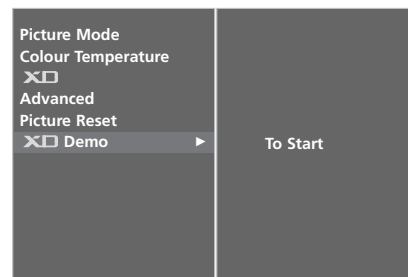 Picture Mode
Colour Temperature
XD
Advanced
Picture Reset
XD Demo ►
To Start